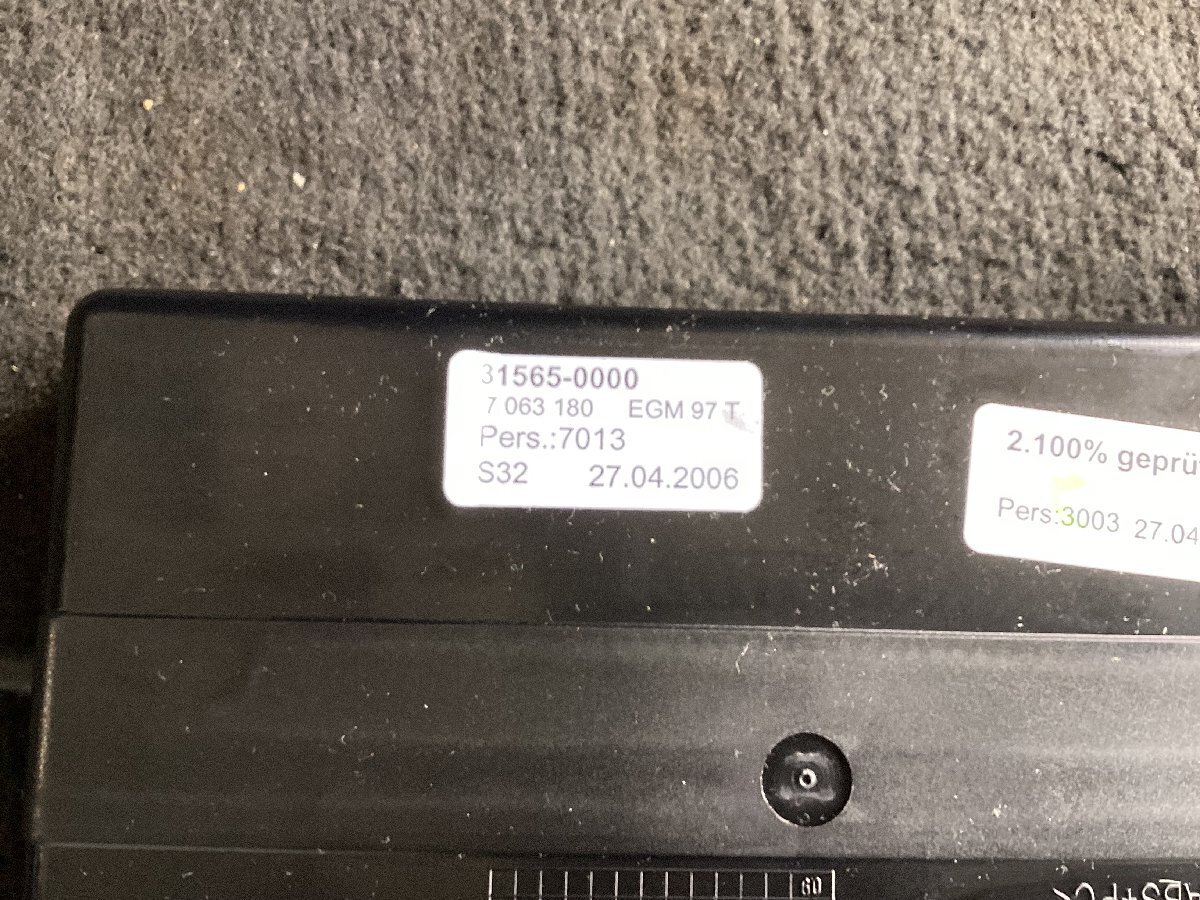 31565-0000
7 063 180 EGM 97 T
Pers.:7013
S32 27.04.2006
2.100% geprü
Pers:3003 27.04
60